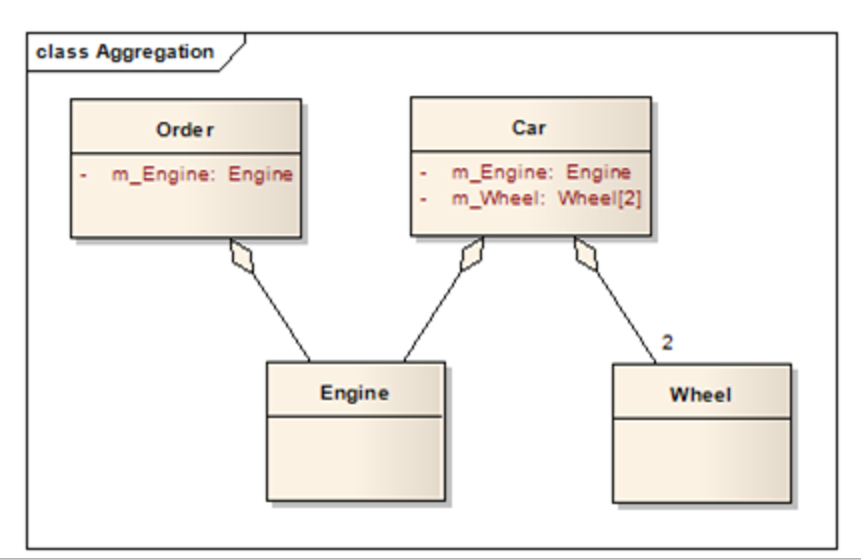 class Aggregation
Order
- m_Engine: Engine
Car
- m_Engine: Engine
- m_Wheel: Wheel[2]
2
Engine
Wheel